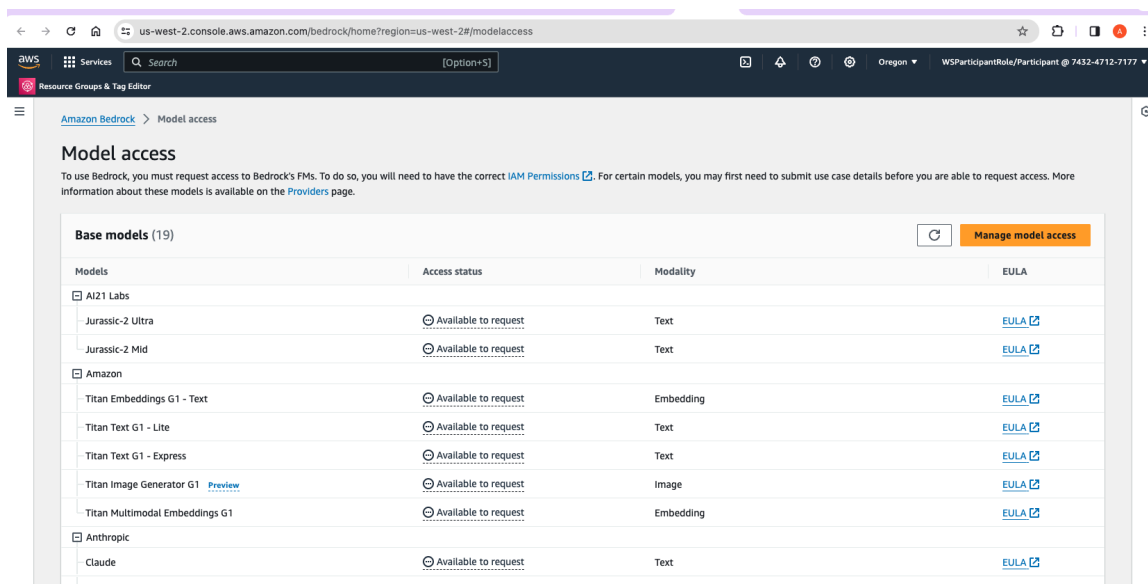 us-west-2.console.aws.amazon.com/bedrock/home?region=us-west-2#/modelaccess
A
aws Services Search [Option+S] Oregon WSParticipantRole/Participant @ 7432-4712-7177
Resource Groups & Tag Editor
Amazon Bedrock > Model access
Model access
To use Bedrock, you must request access to Bedrock's FMs. To do so, you will need to have the correct IAM Permissions. For certain models, you may first need to submit use case details before you are able to request access. More
information about these models is available on the Providers page.
Base models (19) Manage model access
Models Access status Modality EULA
AI21 Labs
Jurassic-2 Ultra Available to request Text EULA
Jurassic-2 Mid Available to request Text EULA
Amazon
Titan Embeddings G1 - Text Available to request Embedding EULA
Titan Text G1 - Lite Available to request Text EULA
Titan Text G1 - Express Available to request Text EULA
Titan Image Generator G1 Preview Available to request Image EULA
Titan Multimodal Embeddings G1 Available to request Embedding EULA
Anthropic
Claude Available to request Text EULA